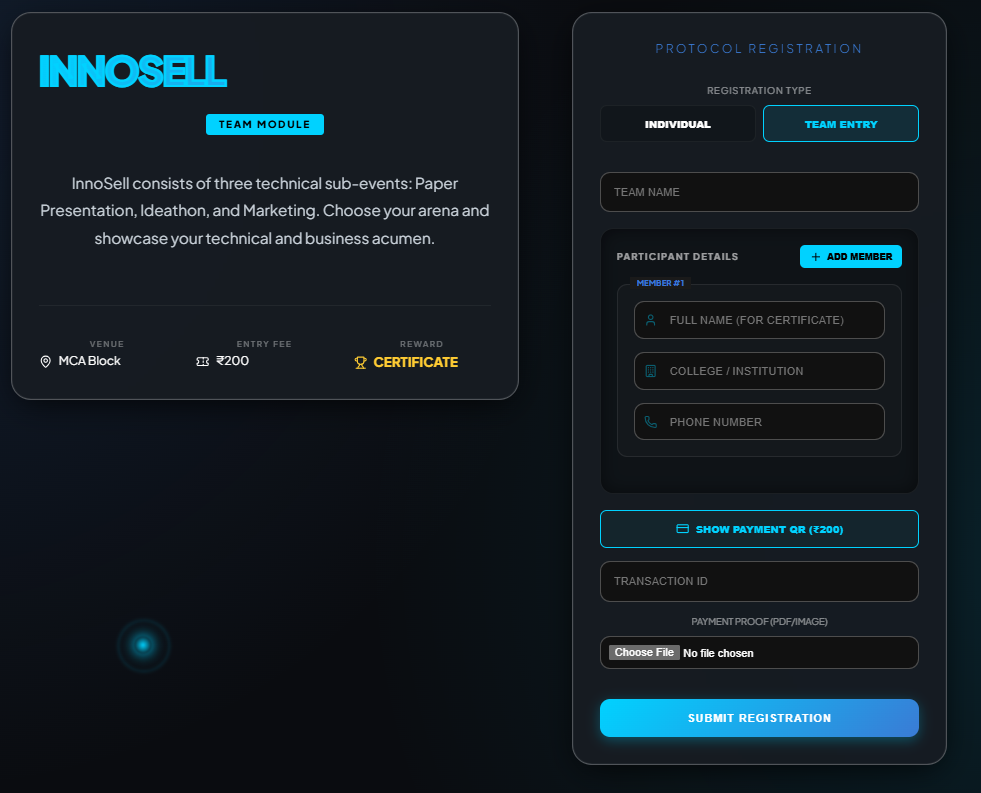 INNOSELL
TEAM MODULE
InnoSell consists of three technical sub-events: Paper
Presentation, Ideathon, and Marketing. Choose your arena and
showcase your technical and business acumen.
VENUE
MCA Block
ENTRY FEE
₹200
REWARD
CERTIFICATE
PROTOCOL REGISTRATION
REGISTRATION TYPE
INDIVIDUAL
TEAM ENTRY
TEAM NAME
PARTICIPANT DETAILS
+ ADD MEMBER
MEMBER #1
FULL NAME (FOR CERTIFICATE)
COLLEGE / INSTITUTION
PHONE NUMBER
SHOW PAYMENT QR (₹200)
TRANSACTION ID
PAYMENT PROOF (PDF/IMAGE)
Choose File No file chosen
SUBMIT REGISTRATION